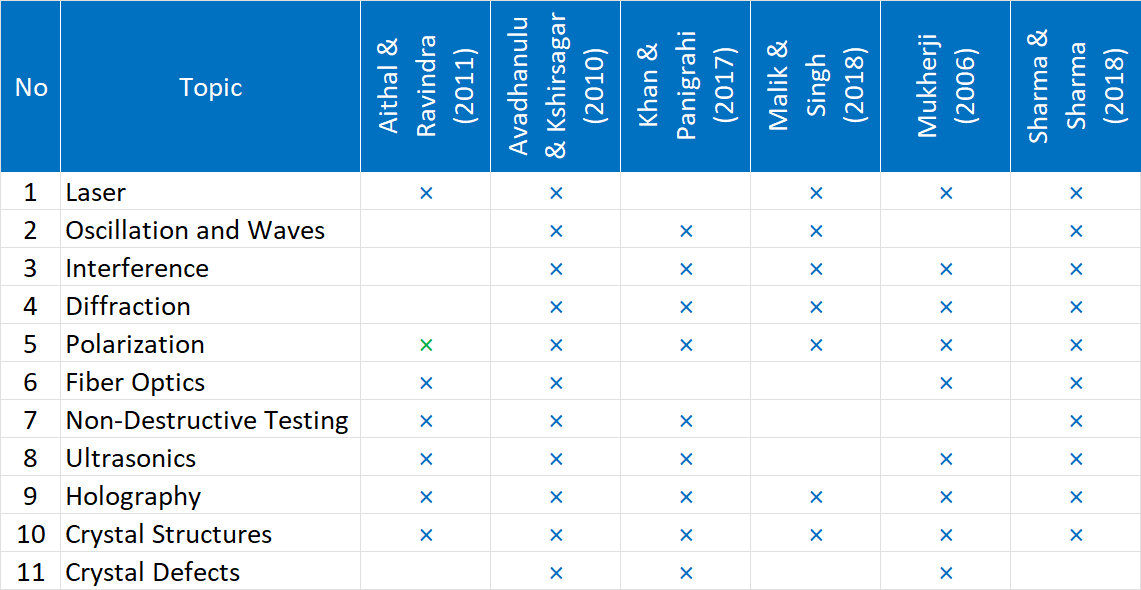 No Topic Aithal & Ravindra (2011) Avadhanulu & Kshirsagar (2010) Khan & Panigrahi (2017) Malik & Singh (2018) Mukherji (2006) Sharma & Sharma (2018)
1 Laser × × × × ×
2 Oscillation and Waves × × × ×
3 Interference × × × × ×
4 Diffraction × × × × ×
5 Polarization × × × × × ×
6 Fiber Optics × × × ×
7 Non-Destructive Testing × × × ×
8 Ultrasonics × × × × ×
9 Holography × × × × × ×
10 Crystal Structures × × × × × ×
11 Crystal Defects × × ×